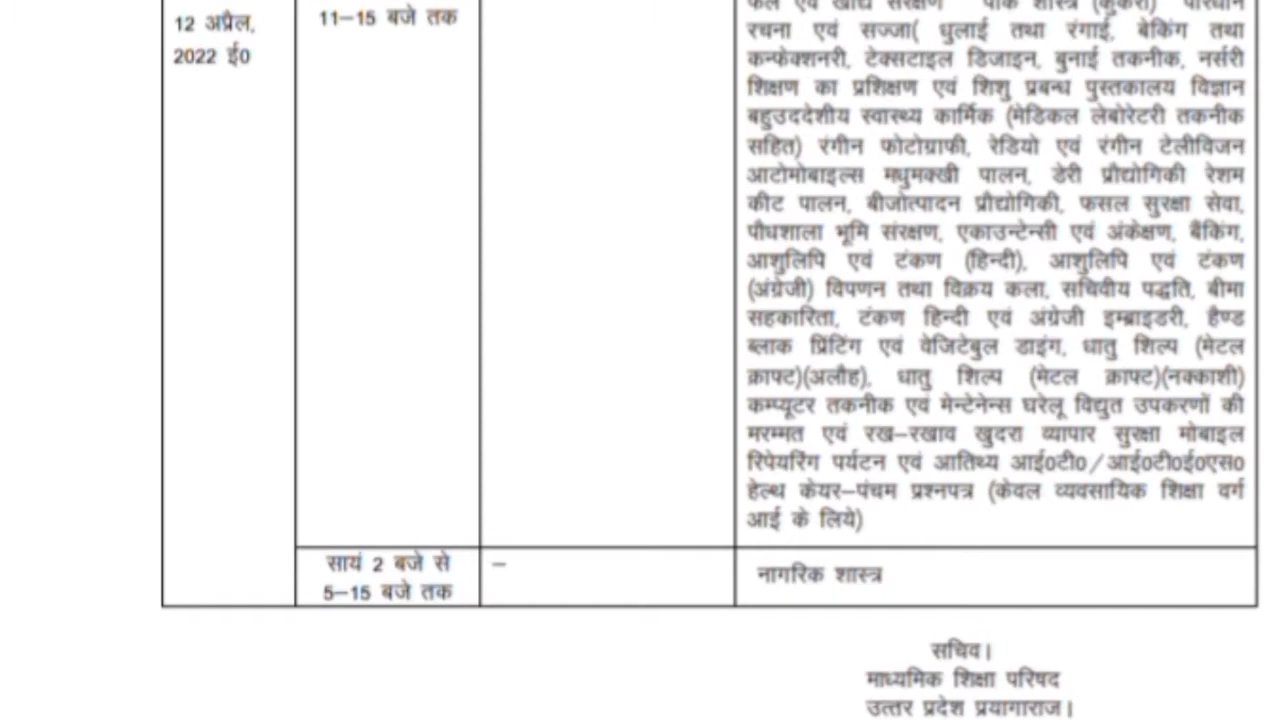 12 अप्रैल,
2022 ई0
11–15 बजे तक
फल एवं खाद्य संरक्षण पाक शास्त्र (कुकरी) परिधान
रचना एवं सज्जा( धुलाई तथा रंगाई, बेकिंग तथा
कन्फेक्शनरी, टेक्सटाइल डिजाइन, बुनाई तकनीक, नर्सरी
शिक्षण का प्रशिक्षण एवं शिशु प्रबन्ध पुस्तकालय विज्ञान
बहुउददेशीय स्वास्थ्य कार्मिक (मेडिकल लेबोरेटरी तकनीक
सहित) रंगीन फोटोग्राफी, रेडियो एवं रंगीन टेलीविजन
आटोमोबाइल्स मधुमक्खी पालन, डेरी प्रौद्योगिकी रेशम
कीट पालन, बीजोत्पादन प्रौद्योगिकी, फसल सुरक्षा सेवा,
पौधशाला भूमि संरक्षण, एकाउन्टेन्सी एवं अंकेक्षण, बैंकिंग,
आशुलिपि एवं टंकण (हिन्दी), आशुलिपि एवं टंकण
(अंग्रेजी) विपणन तथा विक्रय कला, सचिवीय पद्धति, बीमा
सहकारिता, टंकण हिन्दी एवं अंग्रेजी इम्ब्राइडरी, हैण्ड
ब्लाक प्रिंटिंग एवं वेजिटेबुल डाइंग, धातु शिल्प (मेटल
क्राफ्ट)(अलौह), धातु शिल्प (मेटल क्राफ्ट)(नक्काशी)
कम्प्यूटर तकनीक एवं मेन्टेनेन्स घरेलू विद्युत उपकरणों की
मरम्मत एवं रख–रखाव खुदरा व्यापार सुरक्षा मोबाइल
रिपेयरिंग पर्यटन एवं आतिथ्य आई0टी0/आई0टी0ई0एस0
हेल्थ केयर–पंचम प्रश्नपत्र (केवल व्यवसायिक शिक्षा वर्ग
आई के लिये)
सायं 2 बजे से
5–15 बजे तक
–
नागरिक शास्त्र
सचिव।
माध्यमिक शिक्षा परिषद
उत्तर प्रदेश प्रयागाराज।